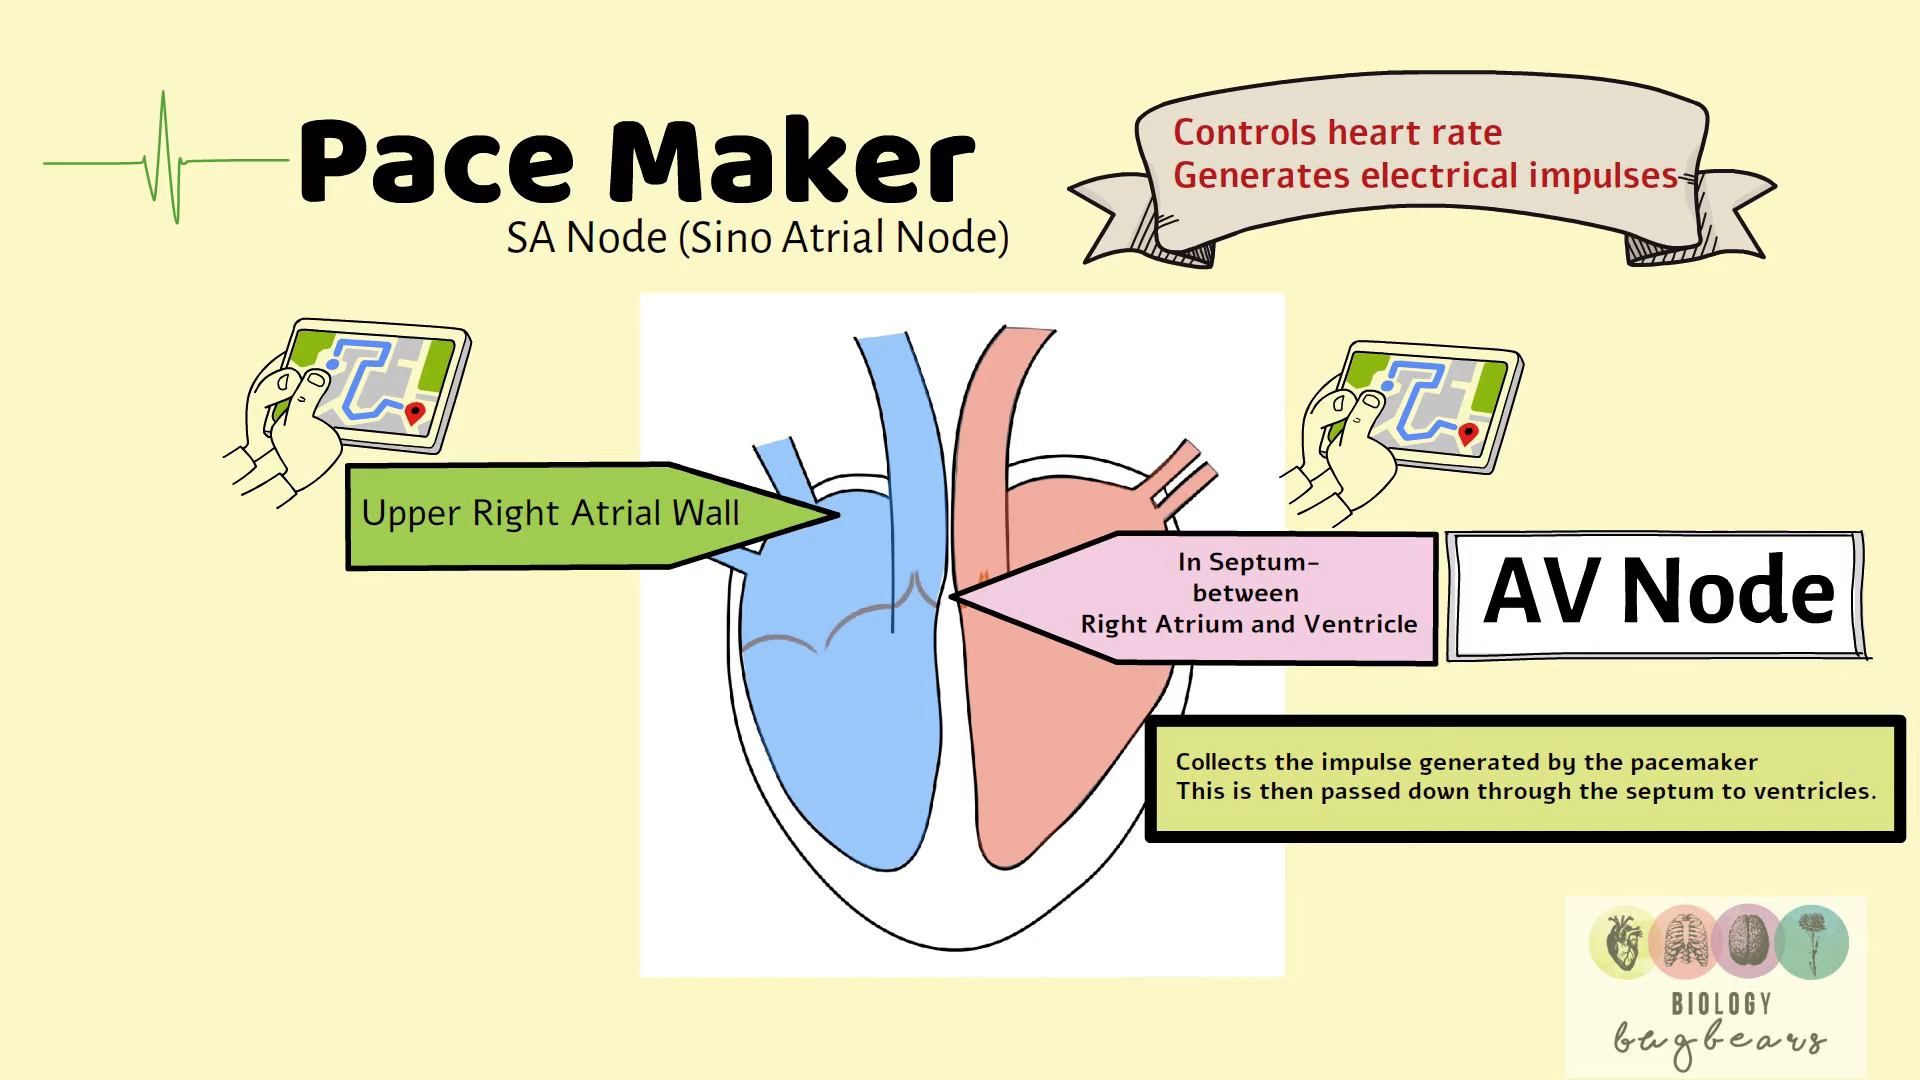 Pace Maker
SA Node (Sino Atrial Node)
Controls heart rate
Generates electrical impulses
Upper Right Atrial Wall
In Septum-
between
Right Atrium and Ventricle
AV Node
Collects the impulse generated by the pacemaker
This is then passed down through the septum to ventricles.
BIOLOGY
bugbears